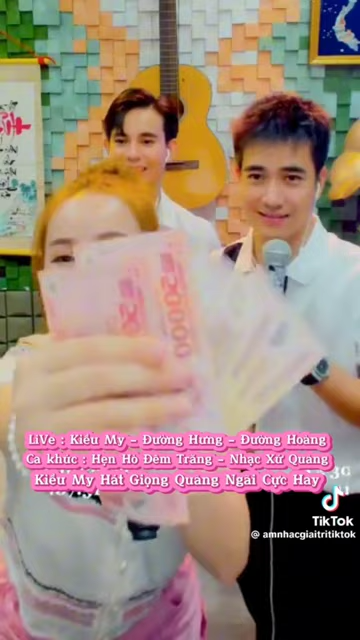 200000
LiVe : Kiều My - Đường Hưng - Đường Hoàng
Ca khúc : Hẹn Hò Đêm Trăng - Nhạc Xứ Quảng
Kiều My Hát Giọng Quảng Ngãi Cực Hay
TikTok
amnhacgiaitritiktok